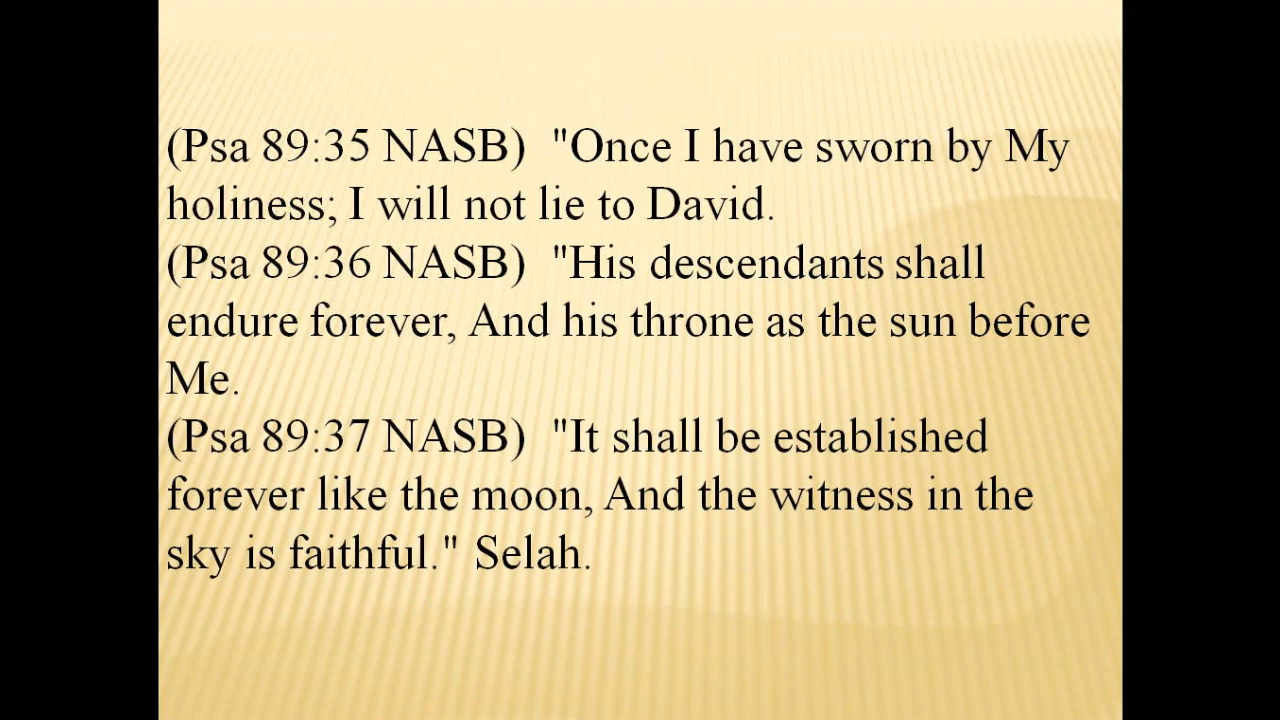 (Psa 89:35 NASB)  "Once I have sworn by My
holiness; I will not lie to David.
(Psa 89:36 NASB)  "His descendants shall
endure forever, And his throne as the sun before
Me.
(Psa 89:37 NASB)  "It shall be established
forever like the moon, And the witness in the
sky is faithful." Selah.